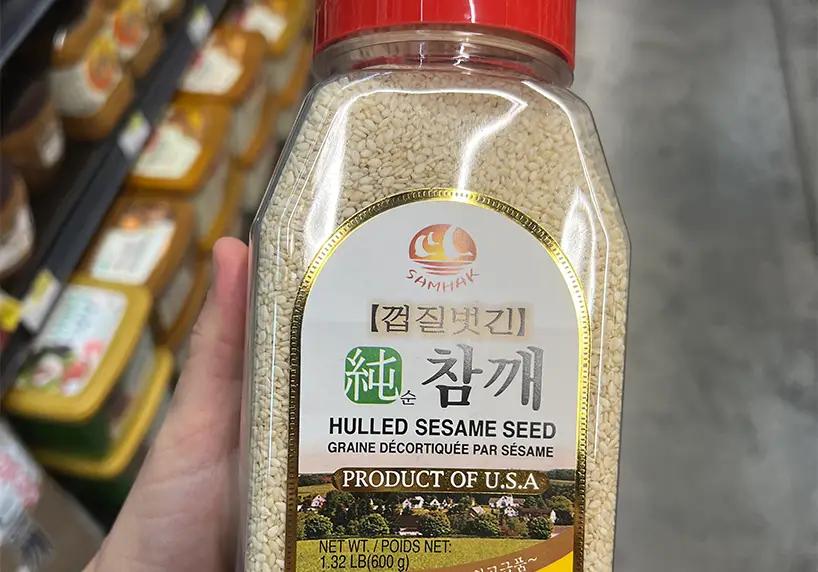 SAMHAK
【껍질벗긴】
純순 참깨
HULLED SESAME SEED
GRAINE DÉCORTIQUÉE PAR SÉSAME
PRODUCT OF U.S.A
NET WT. / POIDS NET:
1.32 LB(600 g)